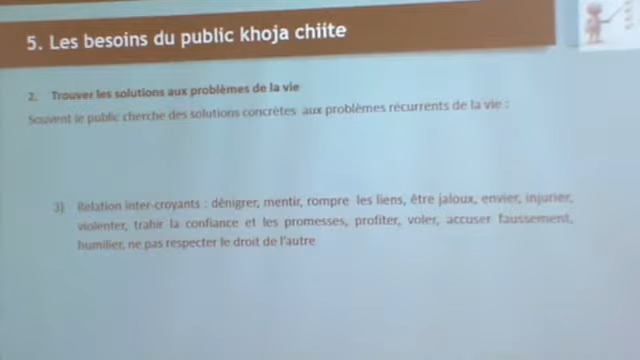 5. Les besoins du public khoja chiite
2. Trouver les solutions aux problèmes de la vie
Souvent le public cherche des solutions concrètes aux problèmes récurrents de la vie :
3) Relation inter-croyants : dénigrer, mentir, rompre les liens, être jaloux, envier, injurier,
violenter, trahir la confiance et les promesses, profiter, voler, accuser faussement,
humilier, ne pas respecter le droit de l'autre